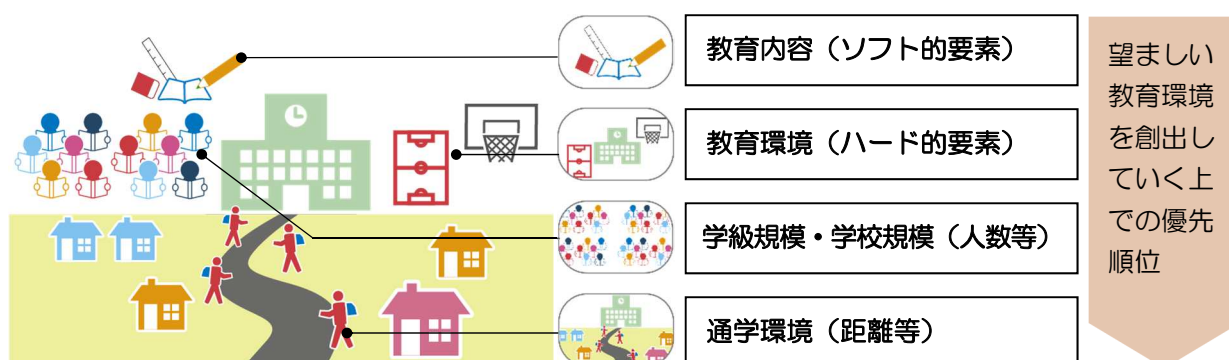 教育内容（ソフト的要素）
教育環境（ハード的要素）
学級規模・学校規模（人数等）
通学環境（距離等）
望ましい
教育環境
を創出し
ていく上
での優先
順位